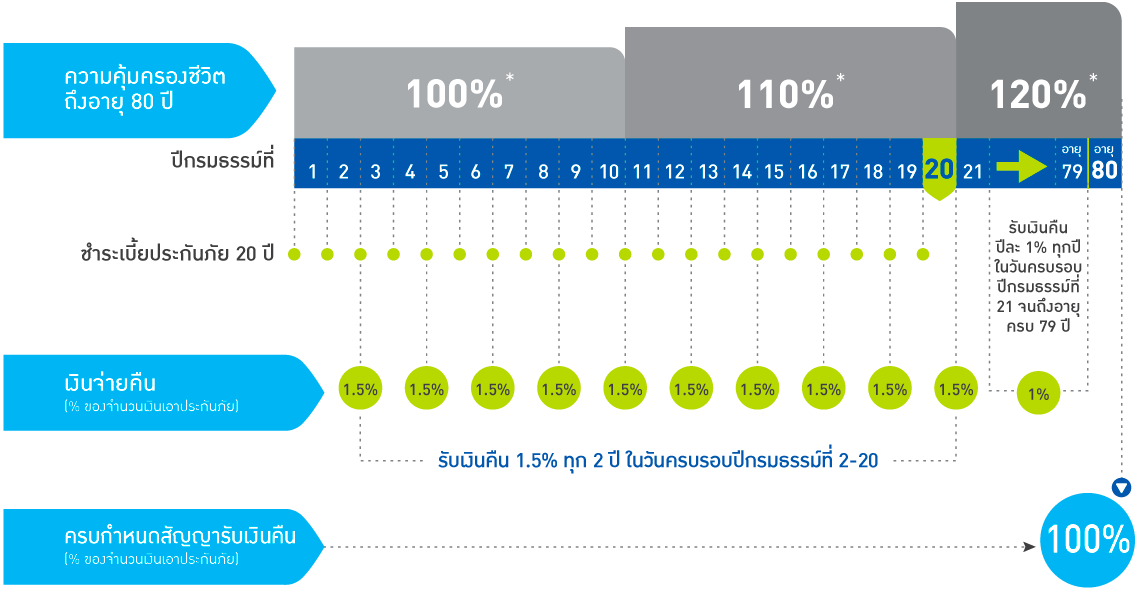 ความคุ้มครองชีวิต
ถึงอายุ 80 ปี
100%*
110%*
120%*
ปีกรมธรรม์ที่
1 2 3 4 5 6 7 8 9 10 11 12 13 14 15 16 17 18 19 20 21
อายุ
79
อายุ
80
ชำระเบี้ยประกันภัย 20 ปี
รับเงินคืน
ปีละ 1% ทุกปี
ในวันครบรอบ
ปีกรมธรรม์ที่
21 จนถึงอายุ
ครบ 79 ปี
เงินจ่ายคืน
(% ของจำนวนเงินเอาประกันภัย)
1.5% 1.5% 1.5% 1.5% 1.5% 1.5% 1.5% 1.5% 1.5% 1.5% 1%
รับเงินคืน 1.5% ทุก 2 ปี ในวันครบรอบปีกรมธรรม์ที่ 2-20
ครบกำหนดสัญญารับเงินคืน
(% ของจำนวนเงินเอาประกันภัย)
100%